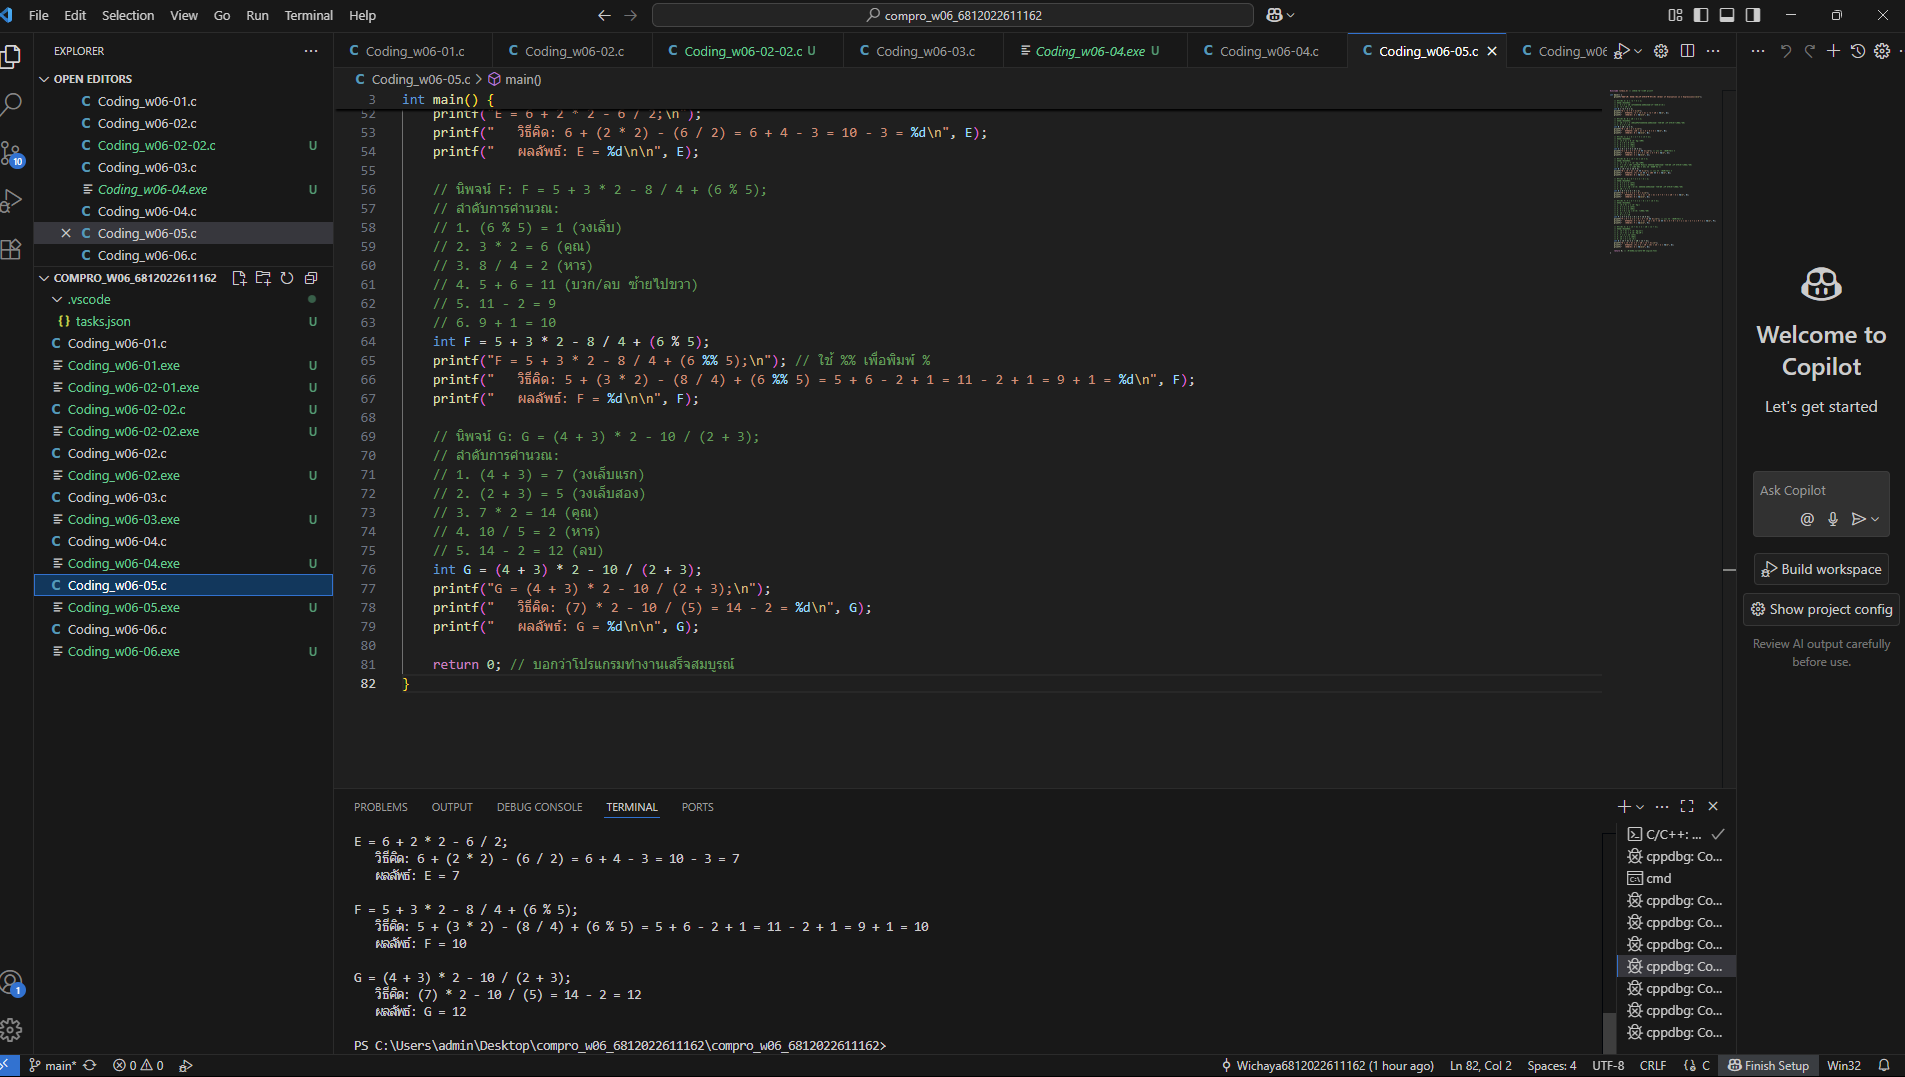 File Edit Selection View Go Run Terminal Help
compro_w06_6812022611162
EXPLORER
OPEN EDITORS
Coding_w06-01.c
Coding_w06-02.c
Coding_w06-02-02.c U
Coding_w06-03.c
Coding_w06-04.exe U
Coding_w06-04.c
Coding_w06-05.c
Coding_w06-06.c
COMPRO_W06_6812022611162
.vscode
tasks.json U
Coding_w06-01.c
Coding_w06-01.exe U
Coding_w06-02-01.exe U
Coding_w06-02-02.c U
Coding_w06-02-02.exe U
Coding_w06-02.c
Coding_w06-02.exe U
Coding_w06-03.c
Coding_w06-03.exe U
Coding_w06-04.c
Coding_w06-04.exe U
Coding_w06-05.c
Coding_w06-05.exe U
Coding_w06-06.c
Coding_w06-06.exe U
10
1
Coding_w06-01.c Coding_w06-02.c Coding_w06-02-02.c U Coding_w06-03.c Coding_w06-04.exe U Coding_w06-04.c Coding_w06-05.c Coding_w06
Coding_w06-05.c > main()
3 int main() {
52 printf("E = 6 + 2 * 2 - 6 / 2;\n");
53 printf("   วิธีคิด: 6 + (2 * 2) - (6 / 2) = 6 + 4 - 3 = 10 - 3 = %d\n", E);
54 printf("   ผลลัพธ์: E = %d\n\n", E);
55
56 // นิพจน์ F: F = 5 + 3 * 2 - 8 / 4 + (6 % 5);
57 // ลำดับการคำนวณ:
58 // 1. (6 % 5) = 1 (วงเล็บ)
59 // 2. 3 * 2 = 6 (คูณ)
60 // 3. 8 / 4 = 2 (หาร)
61 // 4. 5 + 6 = 11 (บวก/ลบ ซ้ายไปขวา)
62 // 5. 11 - 2 = 9
63 // 6. 9 + 1 = 10
64 int F = 5 + 3 * 2 - 8 / 4 + (6 % 5);
65 printf("F = 5 + 3 * 2 - 8 / 4 + (6 %% 5);\n"); // ใช้ %% เพื่อพิมพ์ %
66 printf("   วิธีคิด: 5 + (3 * 2) - (8 / 4) + (6 %% 5) = 5 + 6 - 2 + 1 = 11 - 2 + 1 = 9 + 1 = %d\n", F);
67 printf("   ผลลัพธ์: F = %d\n\n", F);
68
69 // นิพจน์ G: G = (4 + 3) * 2 - 10 / (2 + 3);
70 // ลำดับการคำนวณ:
71 // 1. (4 + 3) = 7 (วงเล็บแรก)
72 // 2. (2 + 3) = 5 (วงเล็บสอง)
73 // 3. 7 * 2 = 14 (คูณ)
74 // 4. 10 / 5 = 2 (หาร)
75 // 5. 14 - 2 = 12 (ลบ)
76 int G = (4 + 3) * 2 - 10 / (2 + 3);
77 printf("G = (4 + 3) * 2 - 10 / (2 + 3);\n");
78 printf("   วิธีคิด: (7) * 2 - 10 / (5) = 14 - 2 = %d\n", G);
79 printf("   ผลลัพธ์: G = %d\n\n", G);
80
81 return 0; // บอกว่าโปรแกรมทำงานเสร็จสมบูรณ์
82 }
PROBLEMS OUTPUT DEBUG CONSOLE TERMINAL PORTS
E = 6 + 2 * 2 - 6 / 2;
วิธีคิด: 6 + (2 * 2) - (6 / 2) = 6 + 4 - 3 = 10 - 3 = 7
ผลลัพธ์: E = 7
F = 5 + 3 * 2 - 8 / 4 + (6 % 5);
วิธีคิด: 5 + (3 * 2) - (8 / 4) + (6 % 5) = 5 + 6 - 2 + 1 = 11 - 2 + 1 = 9 + 1 = 10
ผลลัพธ์: F = 10
G = (4 + 3) * 2 - 10 / (2 + 3);
วิธีคิด: (7) * 2 - 10 / (5) = 14 - 2 = 12
ผลลัพธ์: G = 12
PS C:\Users\admin\Desktop\compro_w06_6812022611162\compro_w06_6812022611162>
C/C++: ...
cppdbg: Co...
cmd
cppdbg: Co...
cppdbg: Co...
cppdbg: Co...
cppdbg: Co...
cppdbg: Co...
cppdbg: Co...
cppdbg: Co...
Welcome to
Copilot
Let's get started
Ask Copilot
Build workspace
Show project config
Review AI output carefully
before use.
main* 0 0 Wichaya6812022611162 (1 hour ago) Ln 82, Col 2 Spaces: 4 UTF-8 CRLF {} C Finish Setup Win32